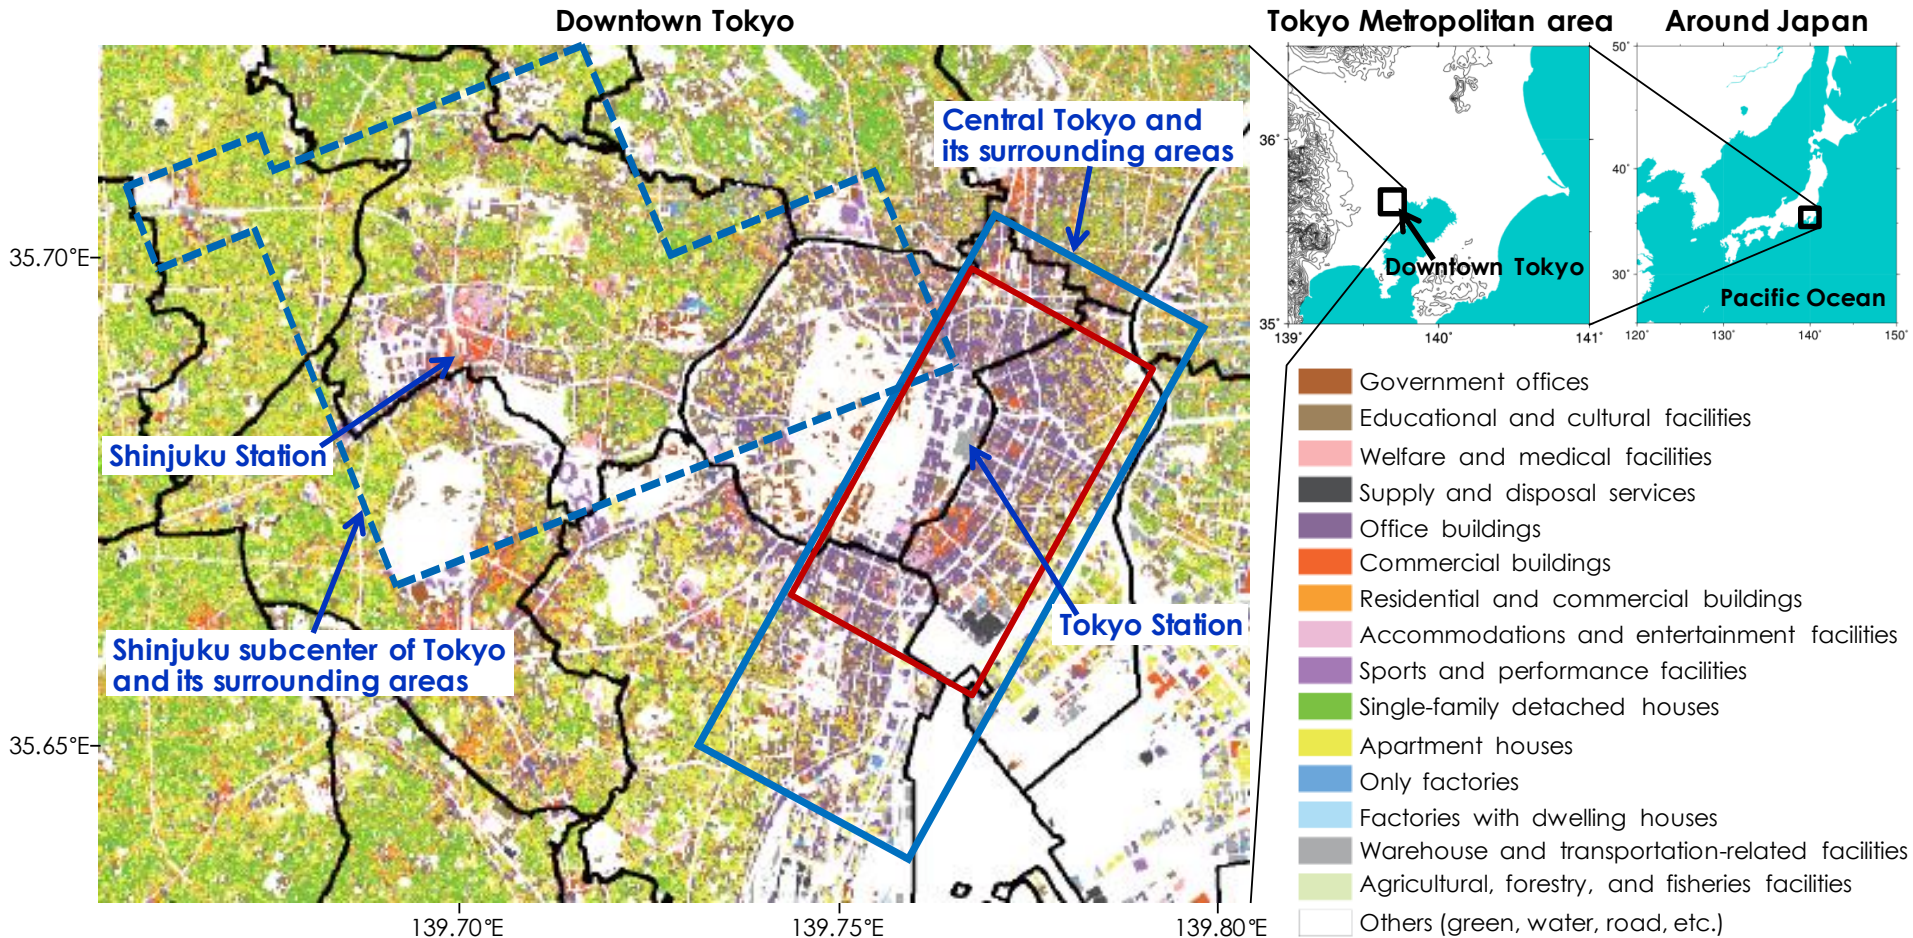 Downtown Tokyo
Tokyo Metropolitan area
Around Japan
Central Tokyo and
its surrounding areas
35.70°E
35.65°E
139.70°E
139.75°E
139.80°E
Shinjuku Station
Shinjuku subcenter of Tokyo
and its surrounding areas
Tokyo Station
36°
35°
139°
140°
141°
Downtown Tokyo
50°
40°
30°
120°
130°
140°
150°
Pacific Ocean
Government offices
Educational and cultural facilities
Welfare and medical facilities
Supply and disposal services
Office buildings
Commercial buildings
Residential and commercial buildings
Accommodations and entertainment facilities
Sports and performance facilities
Single-family detached houses
Apartment houses
Only factories
Factories with dwelling houses
Warehouse and transportation-related facilities
Agricultural, forestry, and fisheries facilities
Others (green, water, road, etc.)